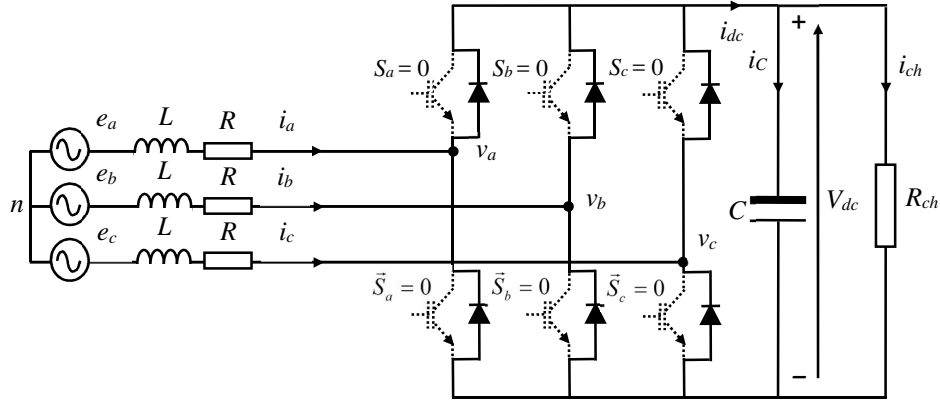 i_dc
S_a = 0 S_b = 0 S_c = 0
+
i_C
i_ch
e_a L R i_a
v_a
e_b L R i_b
n
v_b
C
V_dc
R_ch
e_c L R i_c
v_c
S⃗_a = 0 S⃗_b = 0 S⃗_c = 0
−